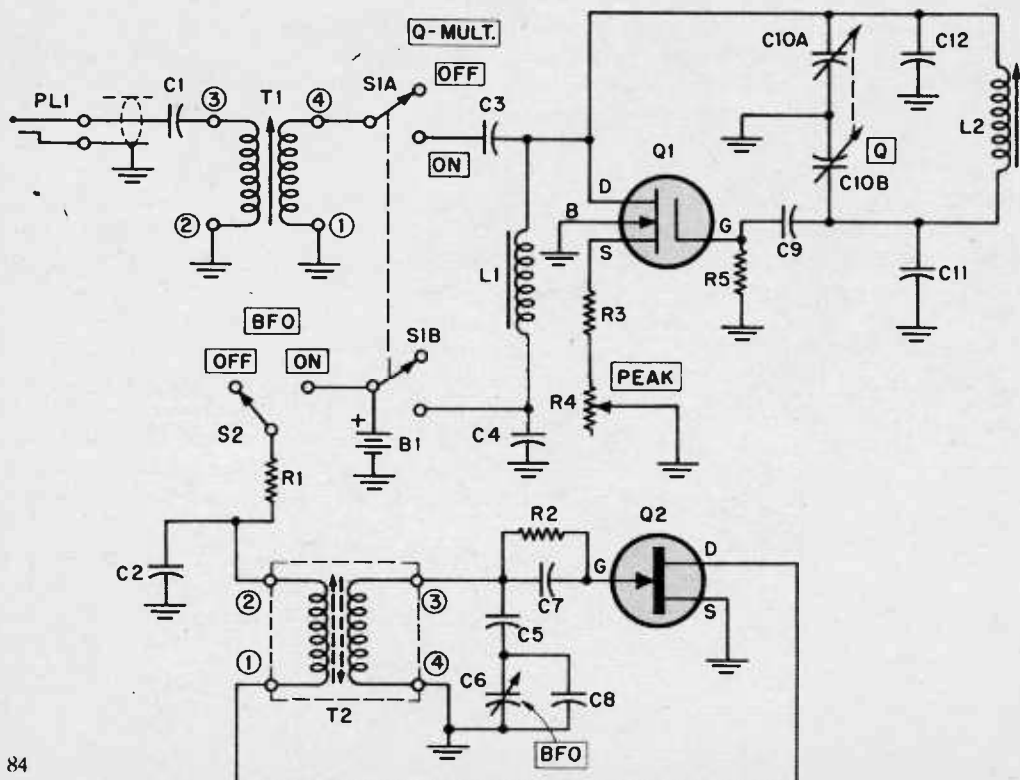 Q-MULT.
C10A
C12
OFF
S1A
PL1
C1
③
T1
④
C3
L2
ON
Q1
Q
C10B
D
B
G
S
C9
②
①
L1
R5
C11
R3
BFO
S1B
OFF
ON
PEAK
R4
S2
+
B1
C4
R1
R2
Q2
D
C2
G
C7
S
②
③
C5
①
④
C6
C8
T2
BFO
84